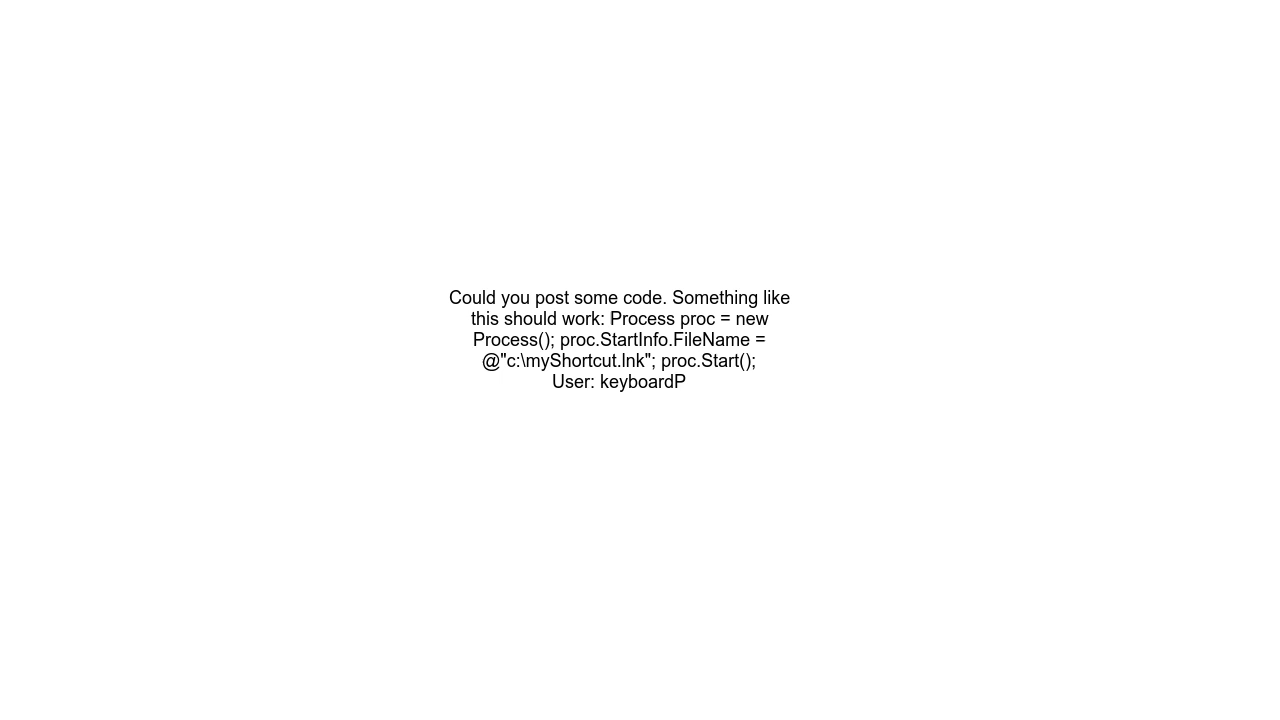 Could you post some code. Something like
this should work: Process proc = new
Process(); proc.StartInfo.FileName =
@"c:\myShortcut.lnk"; proc.Start();
User: keyboardP